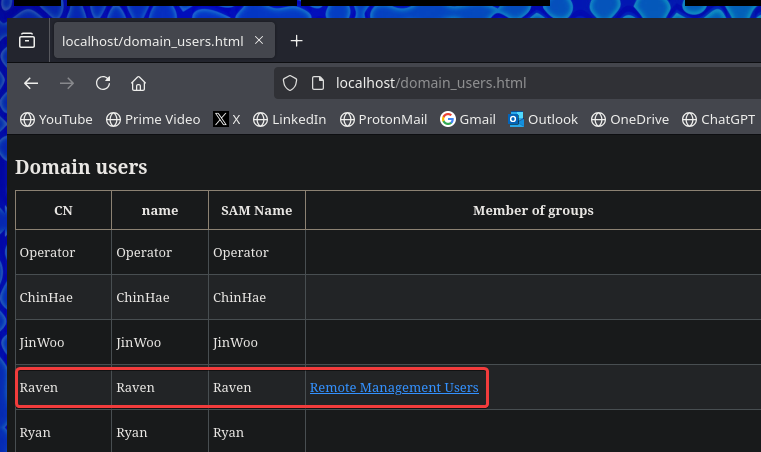 localhost/domain_users.html
localhost/domain_users.html
YouTube Prime Video X LinkedIn ProtonMail Gmail Outlook OneDrive ChatGPT
Domain users
CN name SAM Name Member of groups
Operator Operator Operator
ChinHae ChinHae ChinHae
JinWoo JinWoo JinWoo
Raven Raven Raven Remote Management Users
Ryan Ryan Ryan